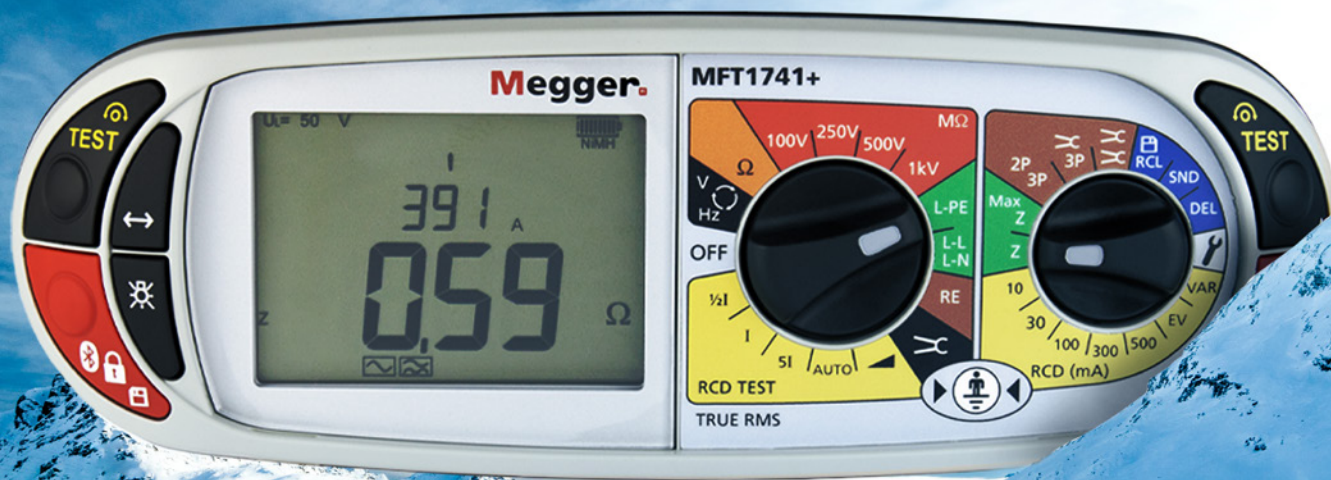 TEST
Megger.
U_L= 50 V
NiMH
391 A
Z 0.59 Ω
MFT1741+
100V 250V 500V 1kV MΩ
Ω
V
Hz
OFF
L-PE
L-L
L-N
RE
½I
I
5I
AUTO
RCD TEST
TRUE RMS
2P
3P
3P
RCL
SND
DEL
Max
Z
Z
10
30
100
300
500
EV
VAR
RCD (mA)
TEST